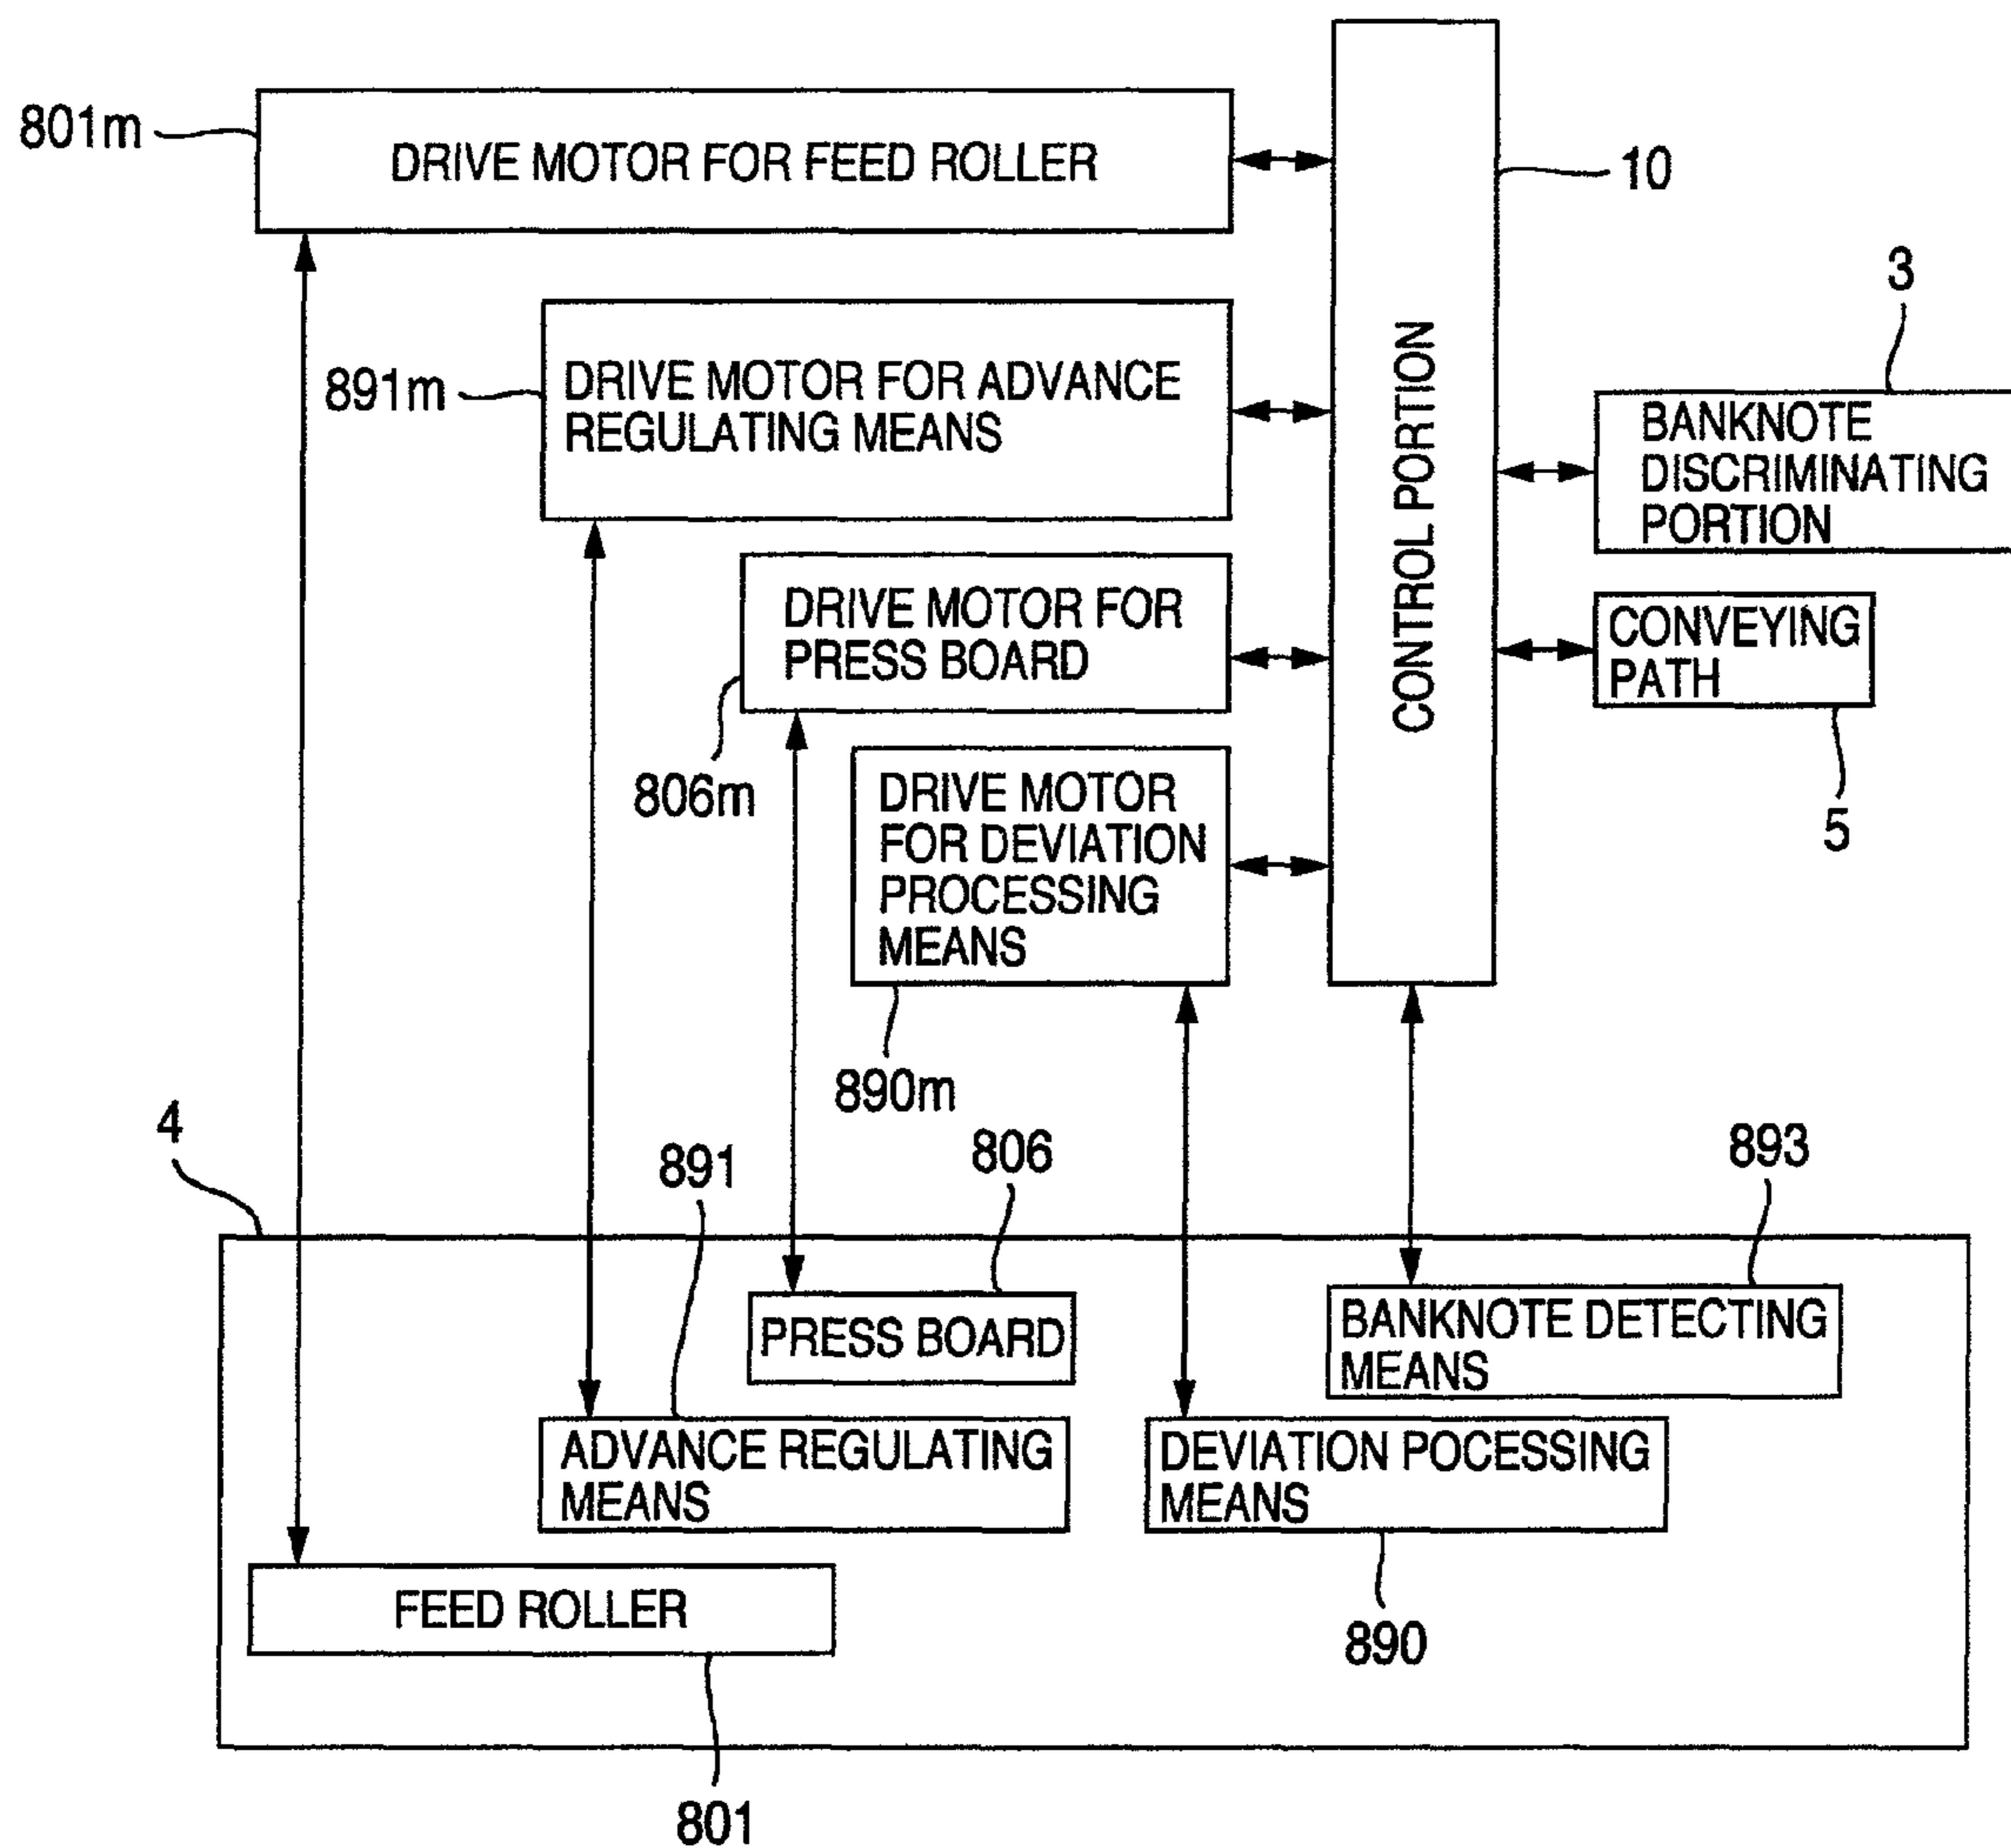 801m
DRIVE MOTOR FOR FEED ROLLER
10
3
891m
DRIVE MOTOR FOR ADVANCE
REGULATING MEANS
CONTROL PORTION
BANKNOTE
DISCRIMINATING
PORTION
DRIVE MOTOR FOR
PRESS BOARD
CONVEYING
PATH
806m
5
DRIVE MOTOR
FOR DEVIATION
PROCESSING
MEANS
890m
4
891
806
893
PRESS BOARD
BANKNOTE DETECTING
MEANS
ADVANCE REGULATING
MEANS
DEVIATION POCESSING
MEANS
FEED ROLLER
890
801